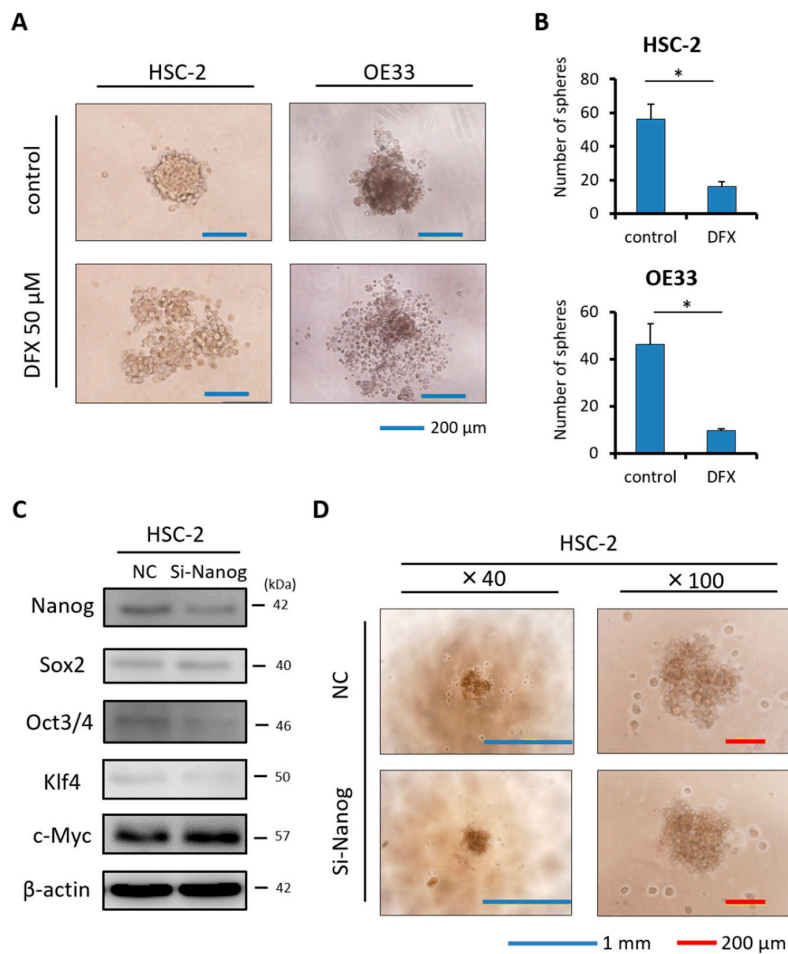 A
HSC-2
OE33
control
DFX 50 μM
200 μm
B
HSC-2
Number of spheres
80
60
40
20
0
*
control
DFX
OE33
Number of spheres
60
40
20
0
*
control
DFX
C
HSC-2
NC
Si-Nanog
(kDa)
Nanog
42
Sox2
40
Oct3/4
46
Klf4
50
c-Myc
57
β-actin
42
D
HSC-2
×40
×100
NC
Si-Nanog
1 mm
200 μm